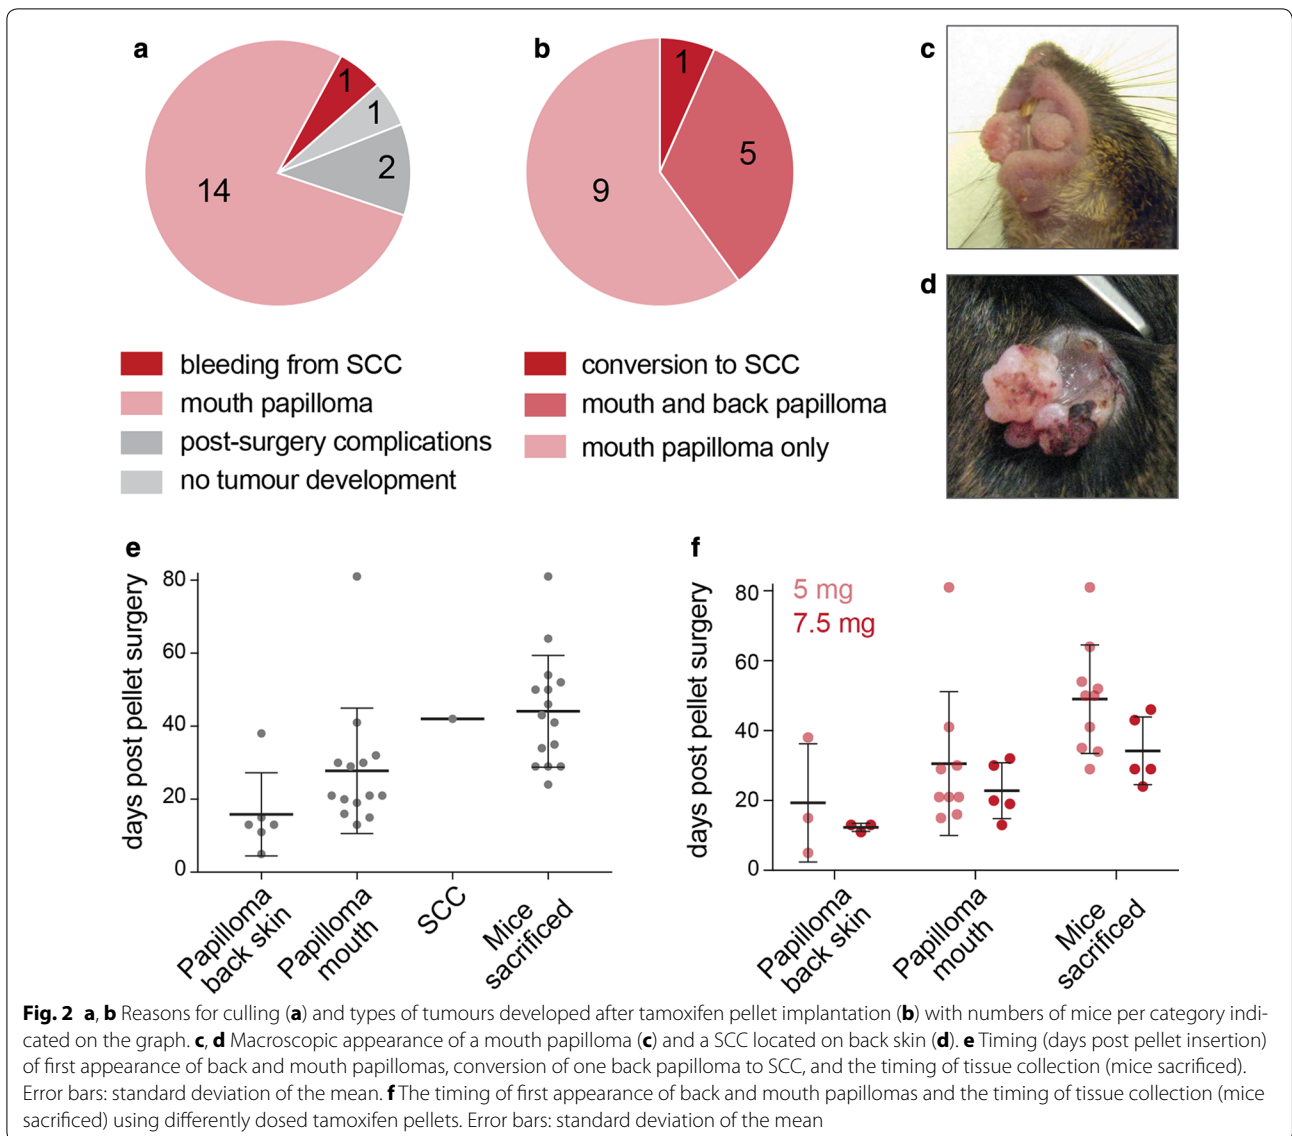 a
b
c
1
1
2
14
1
5
9
d
bleeding from SCC
mouth papilloma
post-surgery complications
no tumour development
conversion to SCC
mouth and back papilloma
mouth papilloma only
e
days post pellet surgery
80
60
40
20
0
Papilloma
back skin
Papilloma
mouth
SCC
Mice
sacrificed
f
days post pellet surgery
80
60
40
20
0
5 mg
7.5 mg
Papilloma
back skin
Papilloma
mouth
Mice
sacrificed
Fig. 2 a, b Reasons for culling (a) and types of tumours developed after tamoxifen pellet implantation (b) with numbers of mice per category indi-
cated on the graph. c, d Macroscopic appearance of a mouth papilloma (c) and a SCC located on back skin (d). e Timing (days post pellet insertion)
of first appearance of back and mouth papillomas, conversion of one back papilloma to SCC, and the timing of tissue collection (mice sacrificed).
Error bars: standard deviation of the mean. f The timing of first appearance of back and mouth papillomas and the timing of tissue collection (mice
sacrificed) using differently dosed tamoxifen pellets. Error bars: standard deviation of the mean